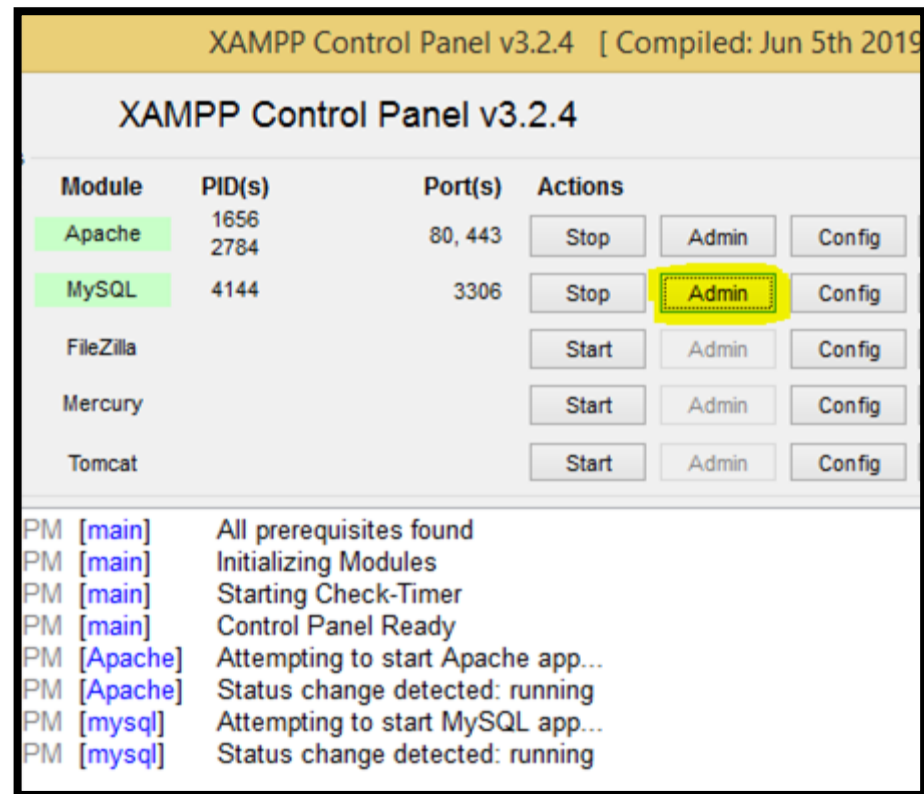 XAMPP Control Panel v3.2.4 [ Compiled: Jun 5th 2019
XAMPP Control Panel v3.2.4
s
Module PID(s) Port(s) Actions
Apache 1656 2784 80, 443 Stop Admin Config
MySQL 4144 3306 Stop Admin Config
FileZilla Start Admin Config
Mercury Start Admin Config
Tomcat Start Admin Config
PM [main] All prerequisites found
PM [main] Initializing Modules
PM [main] Starting Check-Timer
PM [main] Control Panel Ready
PM [Apache] Attempting to start Apache app...
PM [Apache] Status change detected: running
PM [mysql] Attempting to start MySQL app...
PM [mysql] Status change detected: running